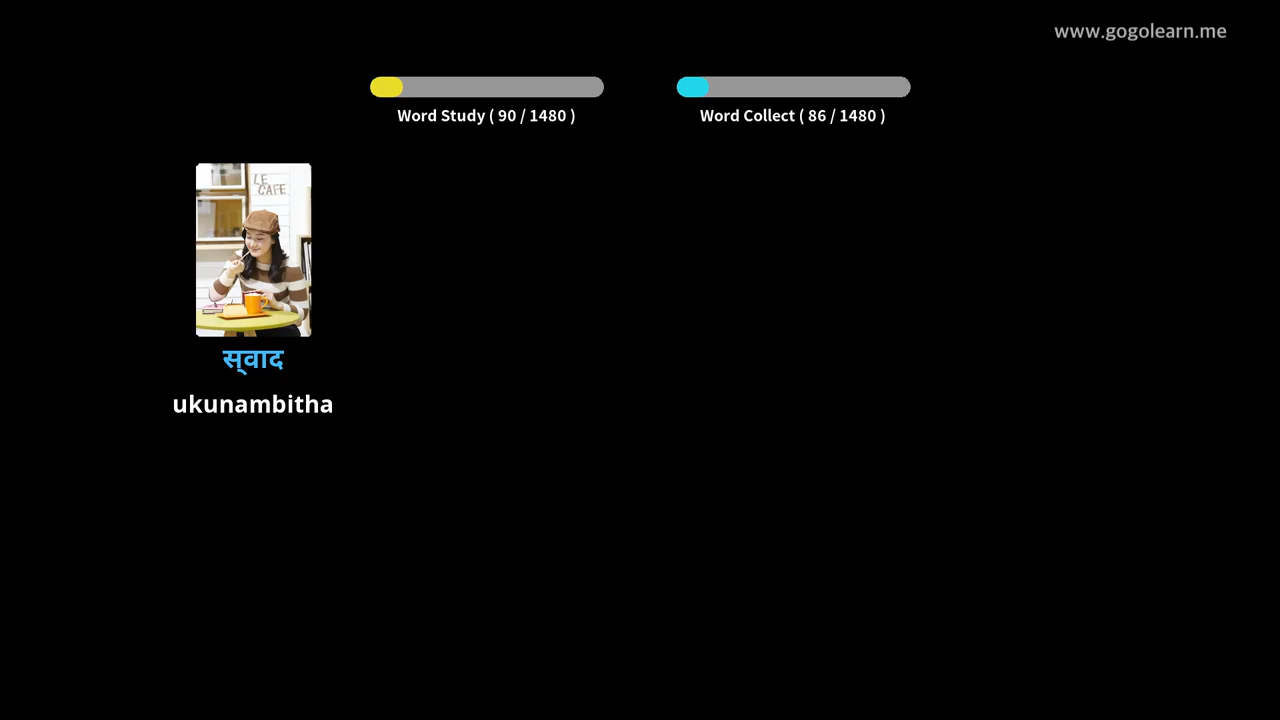 www.gogolearn.me
Word Study ( 90 / 1480 )
Word Collect ( 86 / 1480 )
LE
CAFE
स्‌वाद
ukunambitha